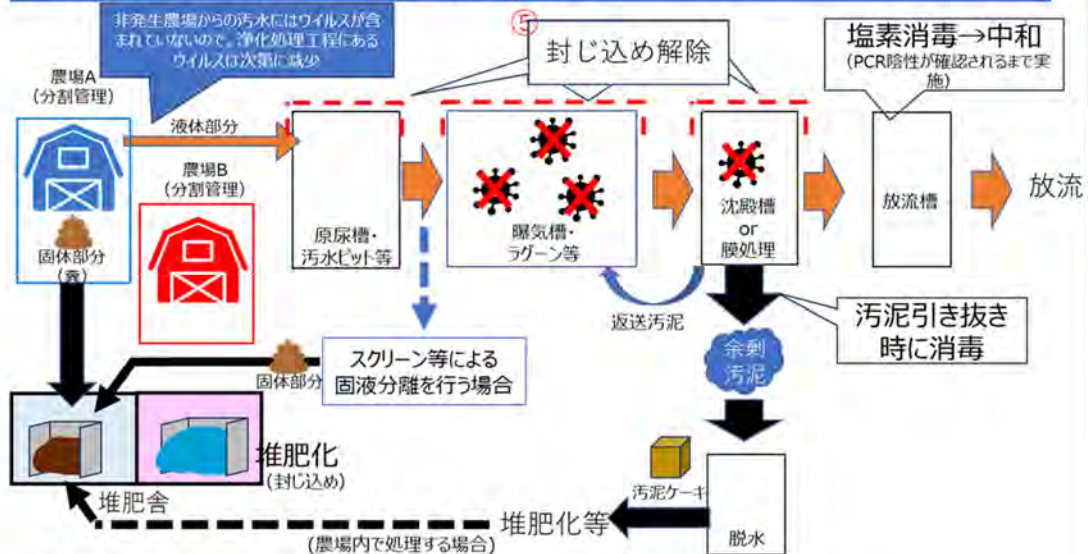 非発生農場からの汚水にはウイルスが含
まれていないので、浄化処理工程にある
ウイルスは次第に減少
⑤
封じ込め解除
塩素消毒→中和
(PCR陰性が確認されるまで実
施)
農場A
(分割管理)
液体部分
農場B
(分割管理)
固体部分
(糞)
原尿槽・
汚水ピット等
曝気槽・
ラグーン等
沈殿槽
or
膜処理
放流槽
放流
返送汚泥
汚泥引き抜き
時に消毒
スクリーン等による
固液分離を行う場合
固体部分
余剰
汚泥
堆肥化
(封じ込め)
堆肥舎
汚泥ケーキ
堆肥化等
(農場内で処理する場合)
脱水